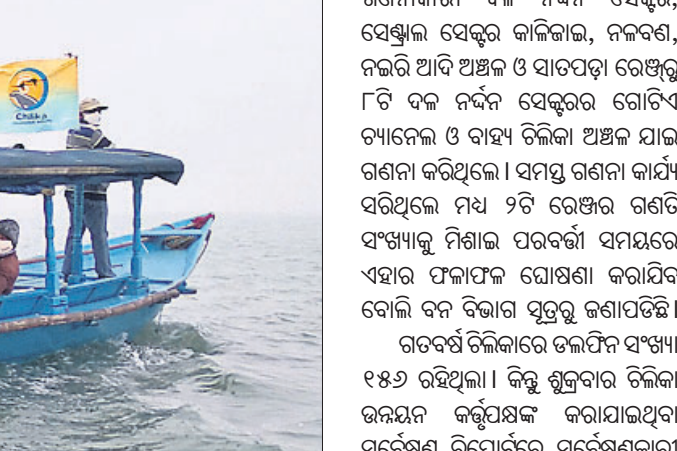 Chilika
ସେଣ୍ଟ୍ରାଲ ସେକ୍ଟର କାଳିଜାଇ, ନଳବଣ,
ନଇରି ଆଦି ଅଞ୍ଚଳ ଓ ସାତପଡ଼ା ରେଞ୍ଜରୁ
୮ଟି ଦଳ ନର୍ଦ୍ଦନ ସେକ୍ଟରର ଗୋଟିଏ
ଚ୍ୟାନେଲ ଓ ବାହ୍ୟ ଚିଲିକା ଅଞ୍ଚଳ ଯାଇ
ଗଣନା କରିଥିଲେ। ସମସ୍ତ ଗଣନା କାର୍ଯ୍ୟ
ସରିଥିଲେ ମଧ୍ୟ ୨ଟି ରେଞ୍ଜର ଗଣତି
ସଂଖ୍ୟାକୁ ମିଶାଇ ପରବର୍ତ୍ତୀ ସମୟରେ
ଏହାର ଫଳାଫଳ ଘୋଷଣା କରାଯିବ
ବୋଲି ବନ ବିଭାଗ ସୂତ୍ରରୁ ଜଣାପଡିଛି।
ଗତବର୍ଷ ଚିଲିକାରେ ଡଲଫିନ ସଂଖ୍ୟା
୧୫୬ ରହିଥିଲା। କିନ୍ତୁ ଶୁକ୍ରବାର ଚିଲିକା
ଉନ୍ନୟନ କର୍ତ୍ତୃପକ୍ଷଙ୍କ କରାଯାଇଥିବା